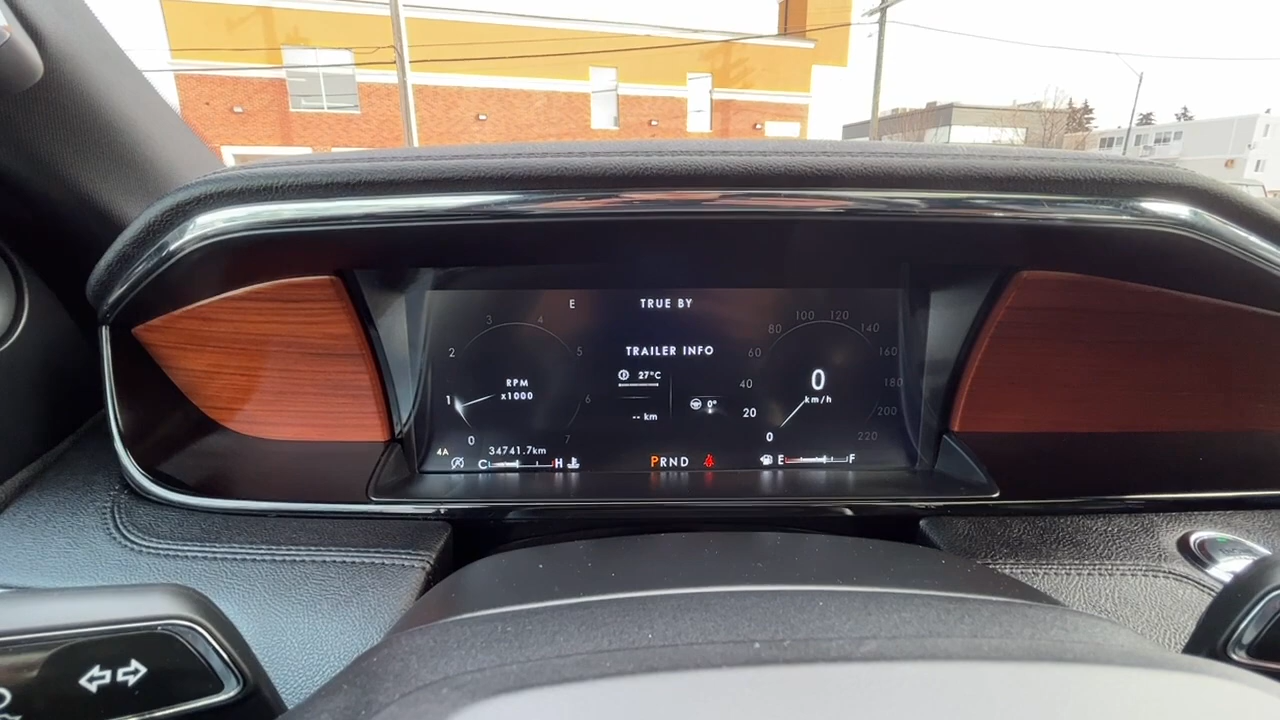 E TRUE BY
TRAILER INFO
27°C
-- km
0°
RPM
x1000
0
1
2
3
4
5
6
7
4A
34741.7km
C H
PRND
0
km/h
0
20
40
60
80
100
120
140
160
180
200
220
E F